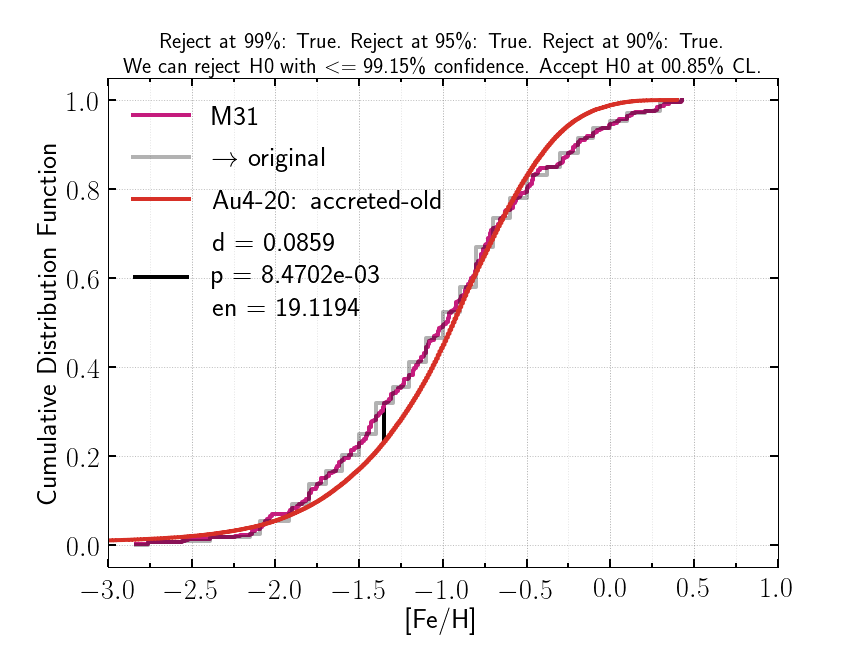 Reject at 99%: True. Reject at 95%: True. Reject at 90%: True.
We can reject H0 with <= 99.15% confidence. Accept H0 at 00.85% CL.
M31
→ original
Au4-20: accreted-old
d = 0.0859
p = 8.4702e-03
en = 19.1194
Cumulative Distribution Function
1.0
0.8
0.6
0.4
0.2
0.0
−3.0 −2.5 −2.0 −1.5 −1.0 −0.5 0.0 0.5 1.0
[Fe/H]